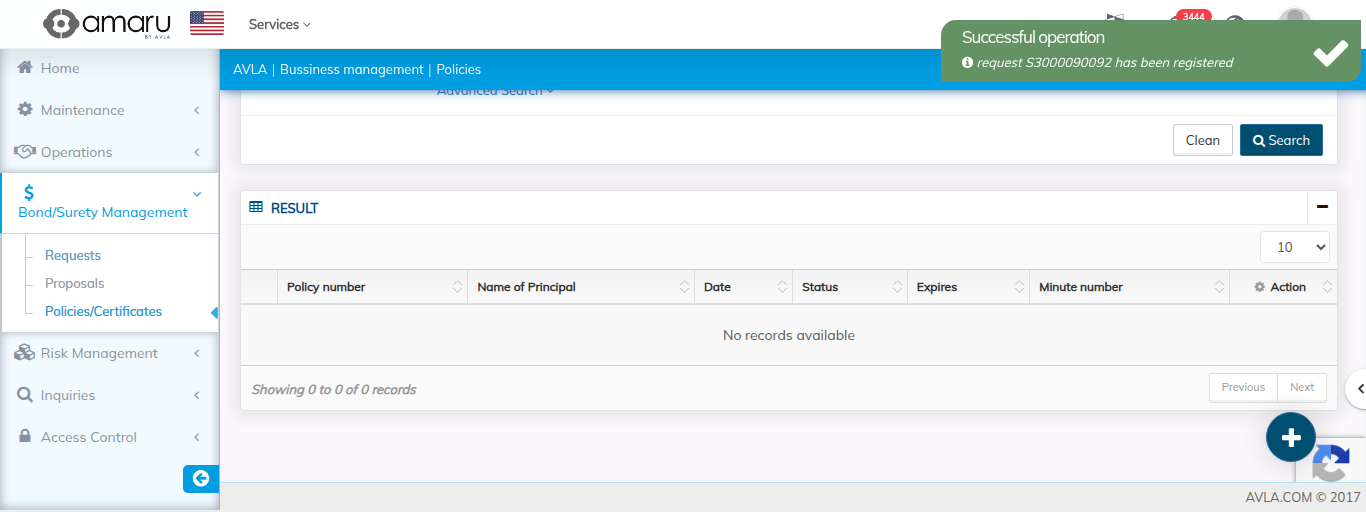 amaru
BY AVLA
Services
3444
Successful operation
request S3000090092 has been registered
Home
Maintenance
Operations
Bond/Surety Management
Requests
Proposals
Policies/Certificates
Risk Management
Inquiries
Access Control
AVLA | Bussiness management | Policies
Advanced Search
Clean
Search
RESULT
10
Policy number Name of Principal Date Status Expires Minute number Action
No records available
Showing 0 to 0 of 0 records
Previous Next
AVLA.COM © 2017